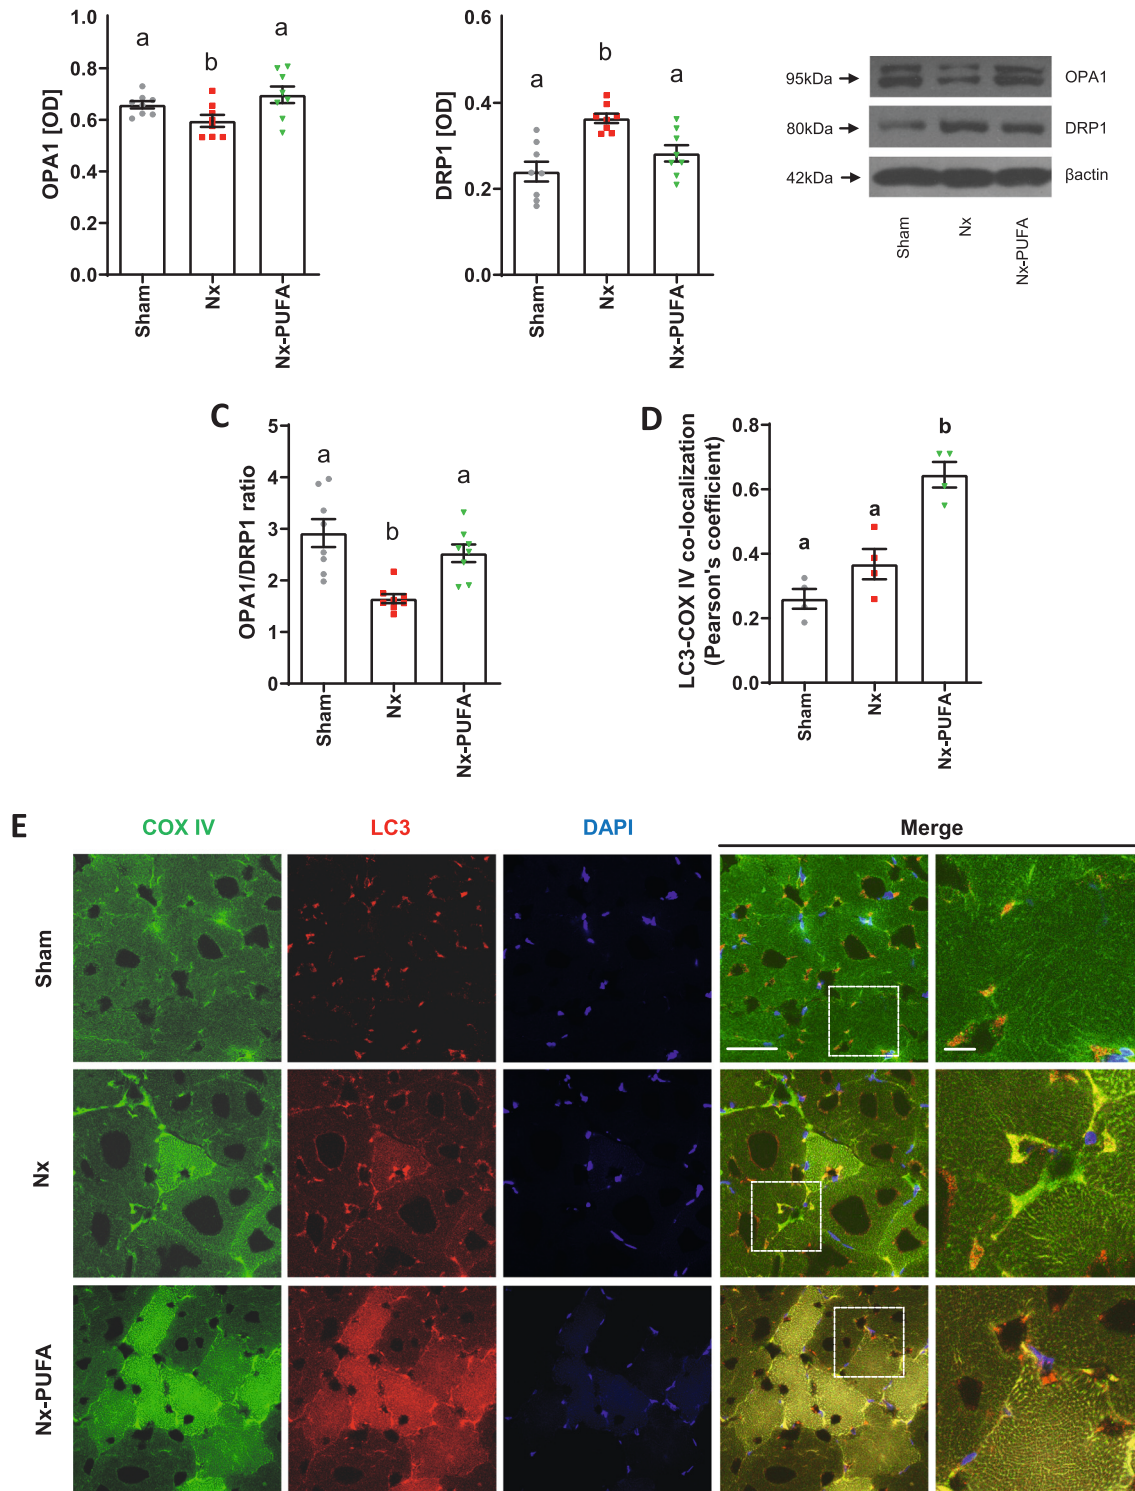 OPA1 [OD]
1.0
0.8
0.6
0.4
0.2
0.0
a
b
a
Sham
Nx
Nx-PUFA
DRP1 [OD]
0.6
0.4
0.2
0.0
a
b
a
Sham
Nx
Nx-PUFA
95kDa
OPA1
80kDa
DRP1
42kDa
βactin
Sham
Nx
Nx-PUFA
C
OPA1/DRP1 ratio
5
4
3
2
1
0
a
b
a
Sham
Nx
Nx-PUFA
D
LC3-COX IV co-localization
(Pearson's coefficient)
0.8
0.6
0.4
0.2
0.0
a
a
b
Sham
Nx
Nx-PUFA
E
COX IV
LC3
DAPI
Merge
Sham
Nx
Nx-PUFA